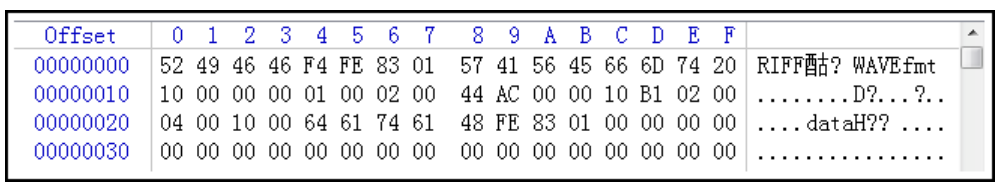 Offset 0 1 2 3 4 5 6 7 8 9 A B C D E F
00000000 52 49 46 46 F4 FE 83 01 57 41 56 45 66 6D 74 20 RIFF酤? WAVEfmt
00000010 10 00 00 00 01 00 02 00 44 AC 00 00 10 B1 02 00 ........D?...?..
00000020 04 00 10 00 64 61 74 61 48 FE 83 01 00 00 00 00 ....dataH?? ....
00000030 00 00 00 00 00 00 00 00 00 00 00 00 00 00 00 00 ................